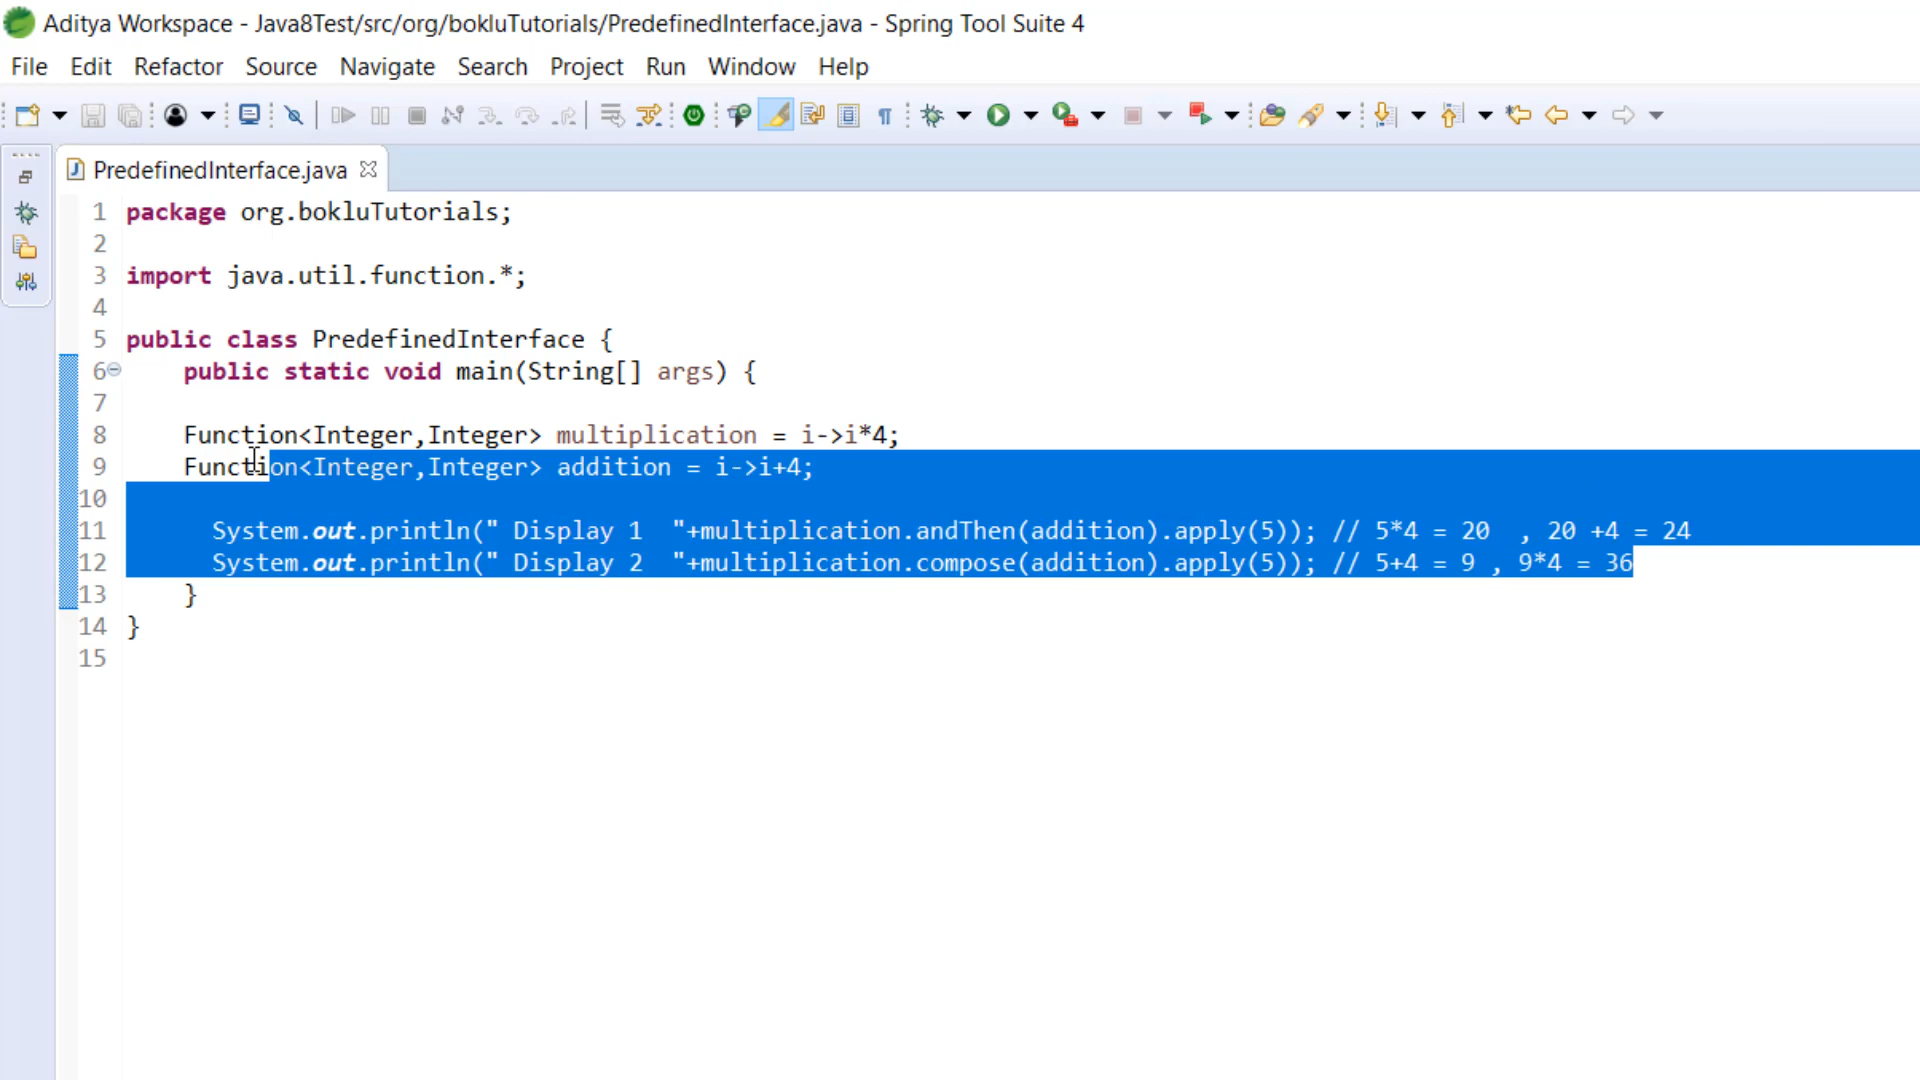 Aditya Workspace - Java8Test/src/org/bokluTutorials/PredefinedInterface.java - Spring Tool Suite 4
File Edit Refactor Source Navigate Search Project Run Window Help
PredefinedInterface.java
1 package org.bokluTutorials;
2
3 import java.util.function.*;
4
5 public class PredefinedInterface {
6 public static void main(String[] args) {
7
8 Function<Integer,Integer> multiplication = i->i*4;
9 Function<Integer,Integer> addition = i->i+4;
10
11 System.out.println(" Display 1  "+multiplication.andThen(addition).apply(5)); // 5*4 = 20  , 20 +4 = 24
12 System.out.println(" Display 2  "+multiplication.compose(addition).apply(5)); // 5+4 = 9 , 9*4 = 36
13 }
14 }
15